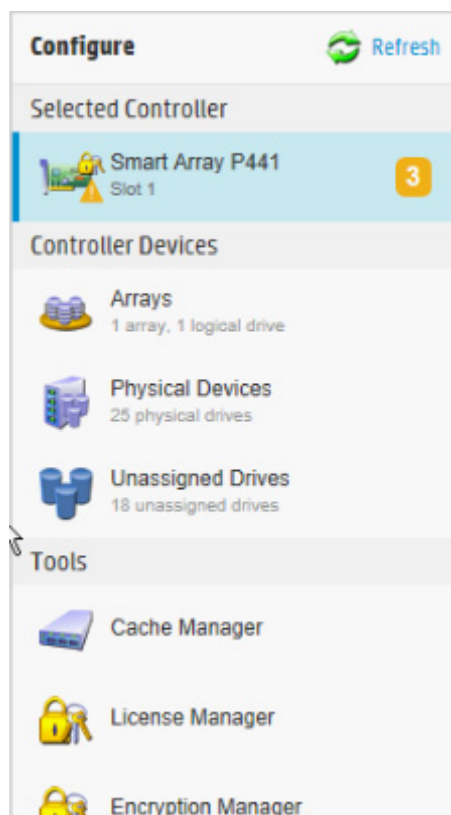 Configure
Refresh
Selected Controller
Smart Array P441
Slot 1
3
Controller Devices
Arrays
1 array, 1 logical drive
Physical Devices
25 physical drives
Unassigned Drives
18 unassigned drives
Tools
Cache Manager
License Manager
Encryption Manager